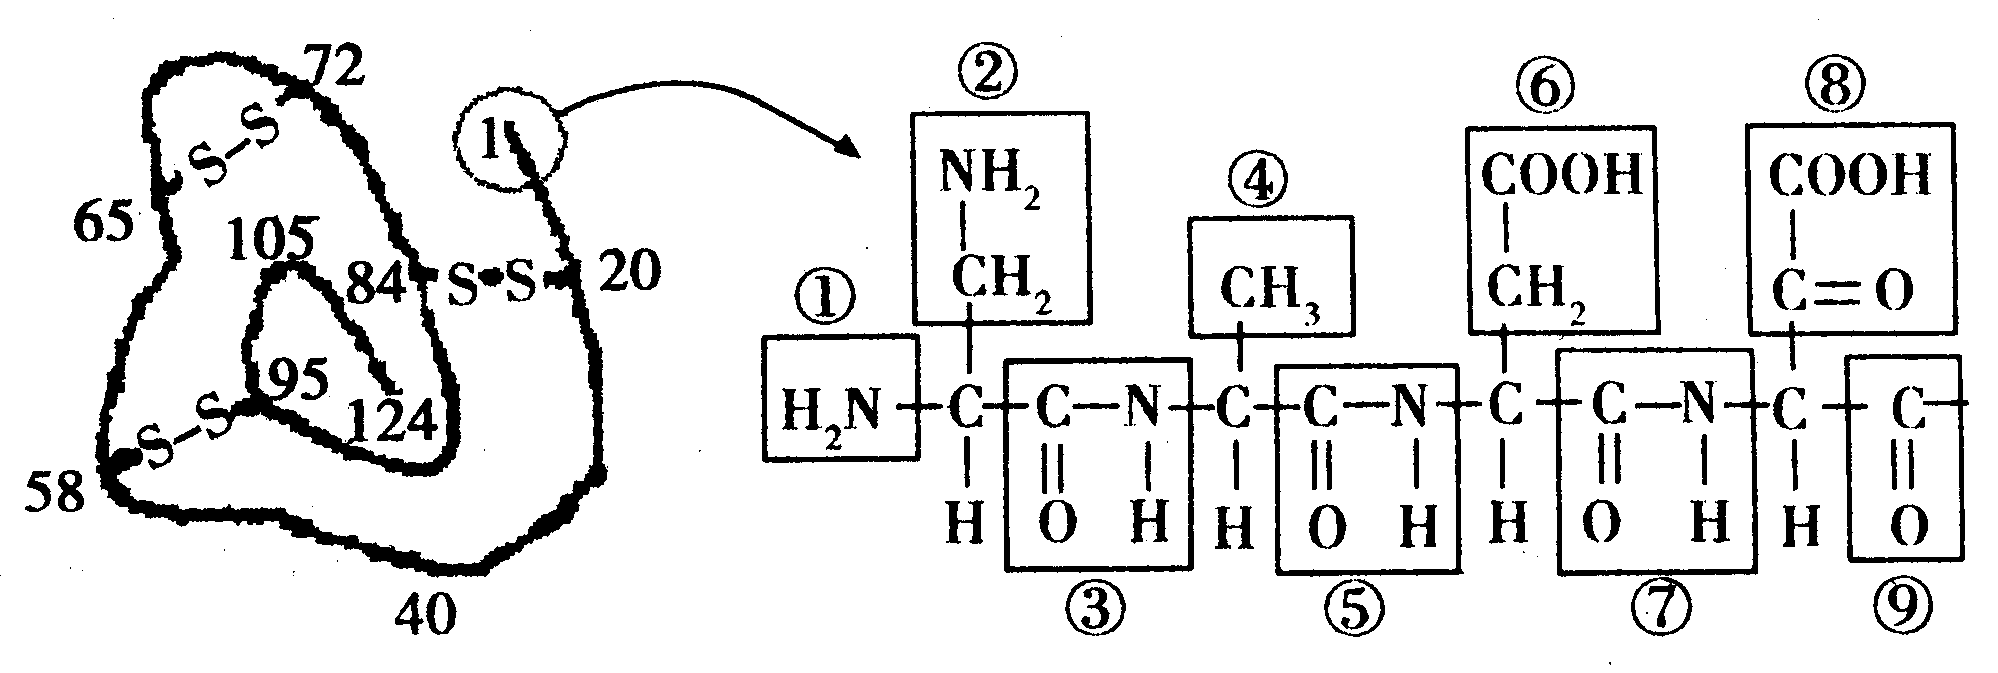 72
1
S–S
65
105
84 S–S 20
95
124
S–S
58
40
② ⑥ ⑧
NH₂ ④ COOH COOH
① CH₂ CH₃ CH₂ C=O
H₂N–C–C–N–C–C–N–C–C–N–C–C–
H O H H O H H O H H O
③ ⑤ ⑦ ⑨